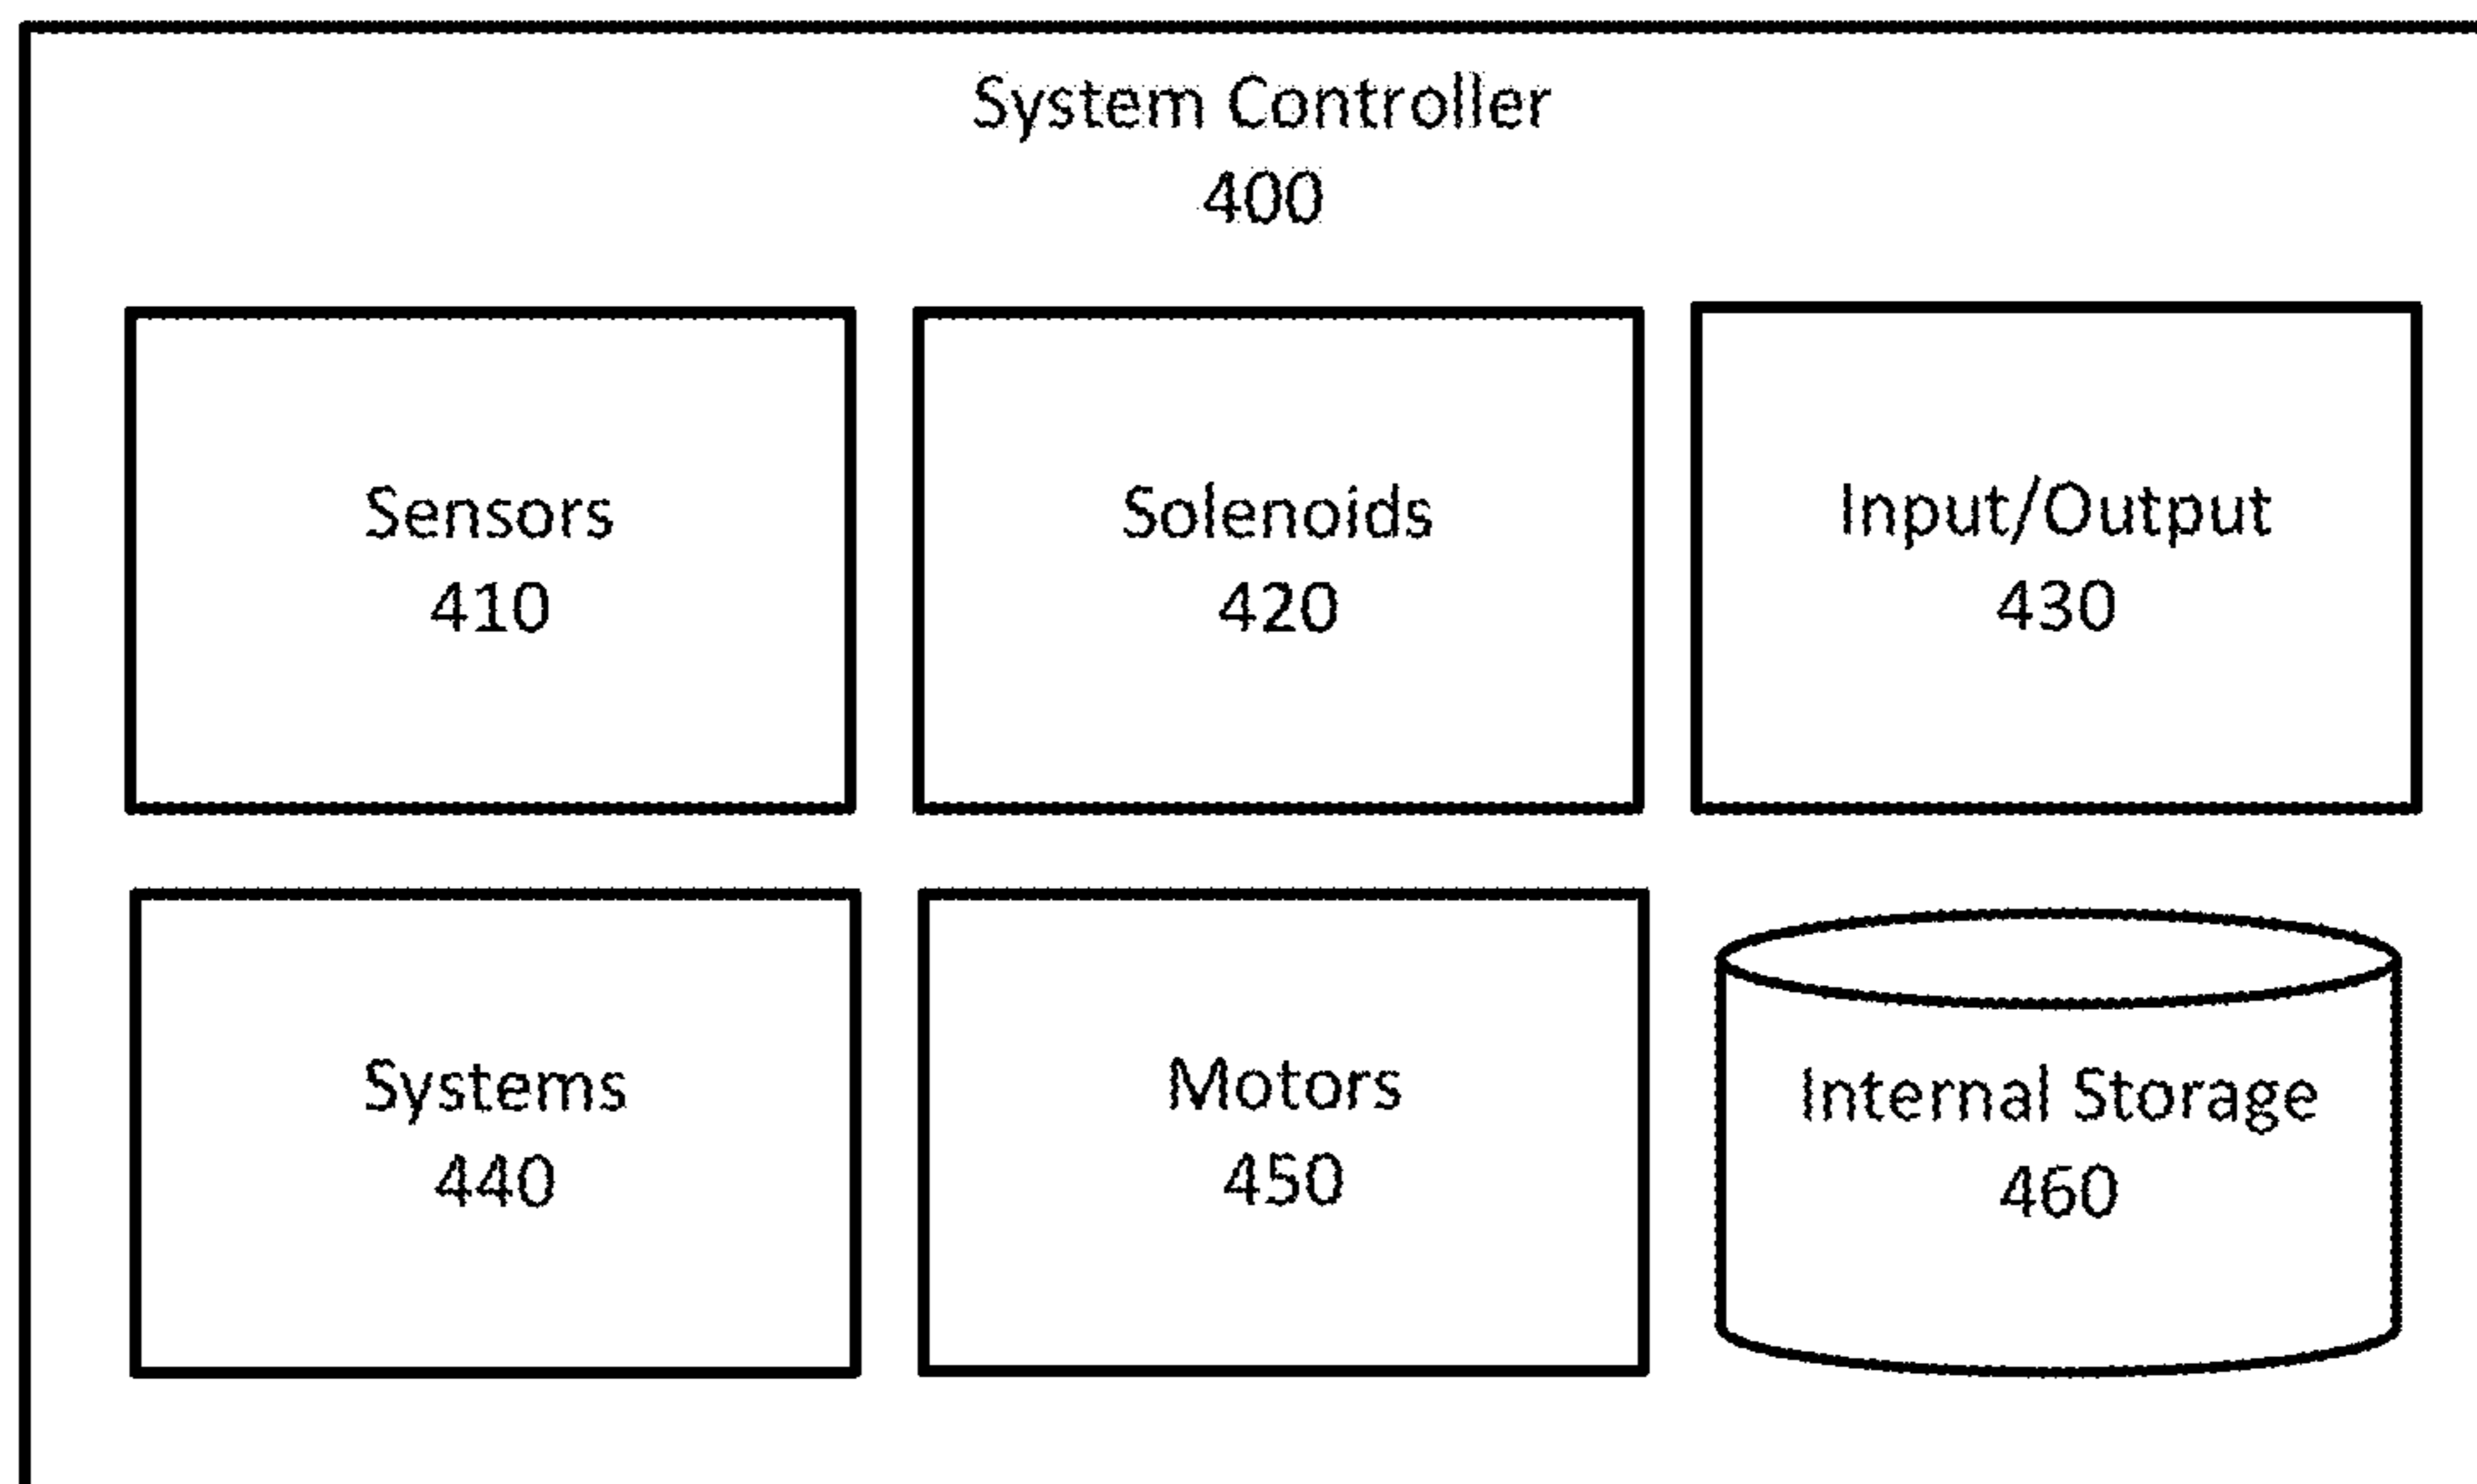 System Controller
400
Sensors
410
Solenoids
420
Input/Output
430
Systems
440
Motors
450
Internal Storage
460